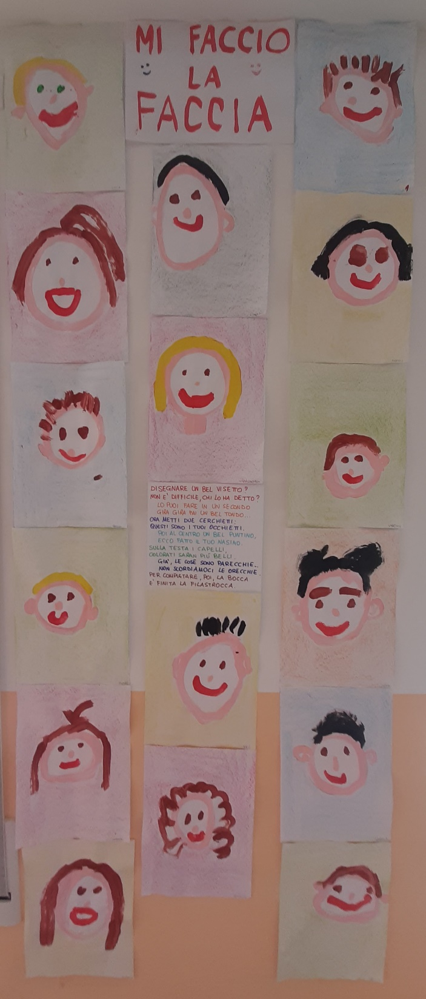 MI FACCIO
LA
FACCIA
DISEGNARE UN BEL VISETTO?
NON E' DIFFICILE, CHI LO HA DETTO?
LO PUOI FARE IN UN SECONDO
GIRA GIRA FAI UN BEL TONDO...
ORA METTI DUE CERCHIETTI:
QUESTI SONO I TUOI OCCHIETTI.
POI AL CENTRO UN BEL PUNTINO,
ECCO FATTO IL TUO NASINO.
SULLA TESTA I CAPELLI,
COLORATI SARAN PIÙ BELLI.
GIA', LE COSE SONO PARECCHIE..
NON SCORDIAMOCI LE ORECCHIE.
PER COMPLETARE, POI, LA BOCCA
E' FINITA LA FILASTROCCA.